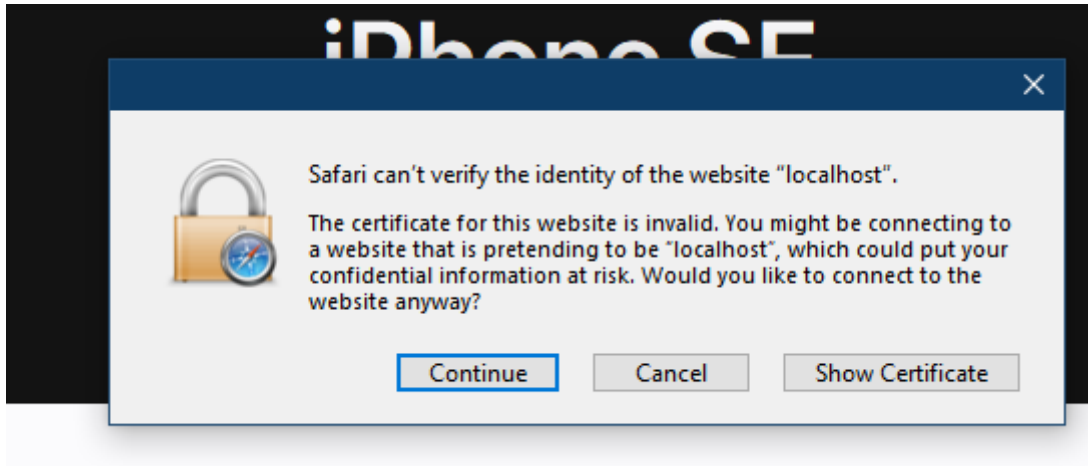 iPhone SE
Safari can't verify the identity of the website “localhost”.
The certificate for this website is invalid. You might be connecting to
a website that is pretending to be “localhost”, which could put your
confidential information at risk. Would you like to connect to the
website anyway?
Continue Cancel Show Certificate